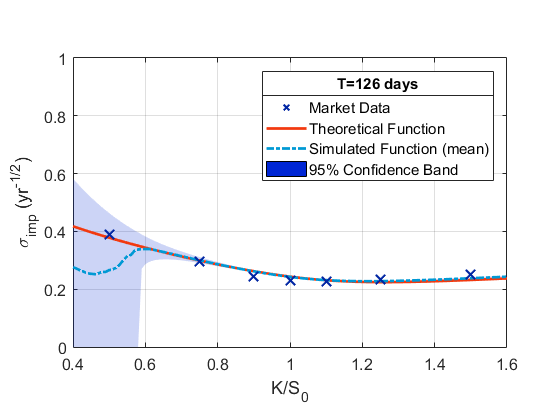 T=126 days
Market Data
Theoretical Function
Simulated Function (mean)
95% Confidence Band
1
0.8
0.6
0.4
0.2
0
σimp (yr-1/2)
0.4 0.6 0.8 1 1.2 1.4 1.6
K/S0